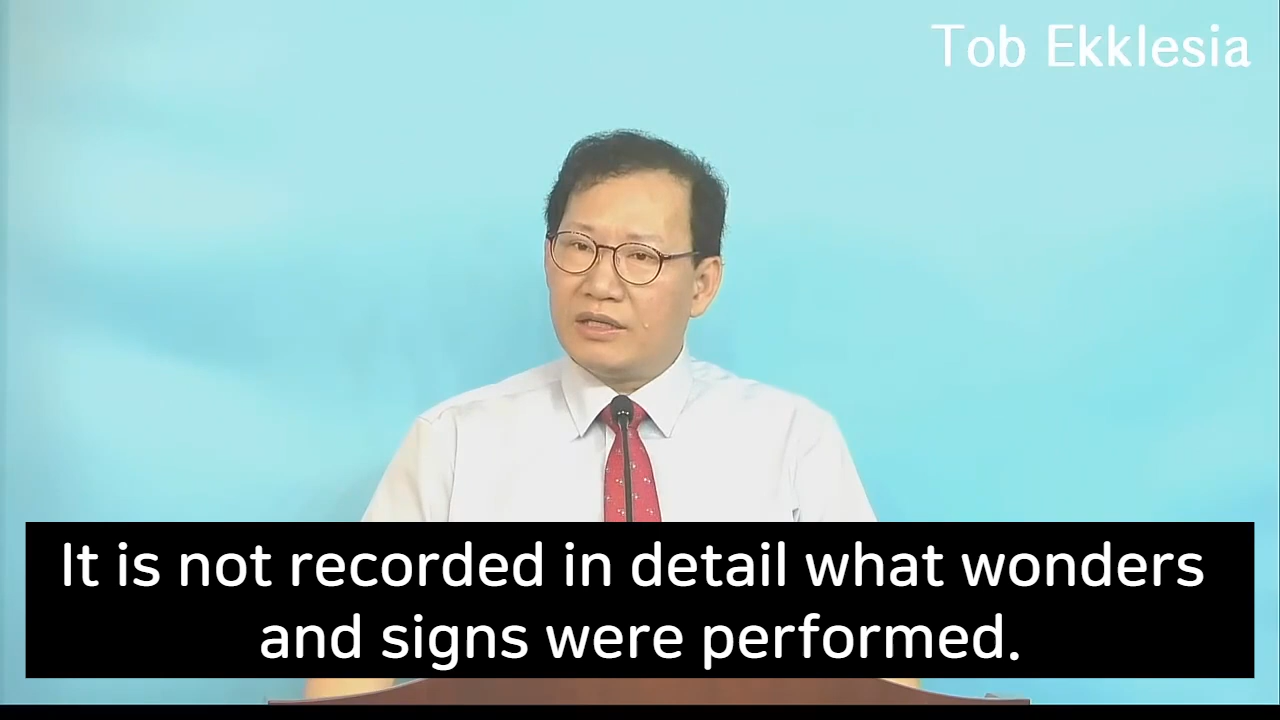 Tob Ekklesia
It is not recorded in detail what wonders
and signs were performed.